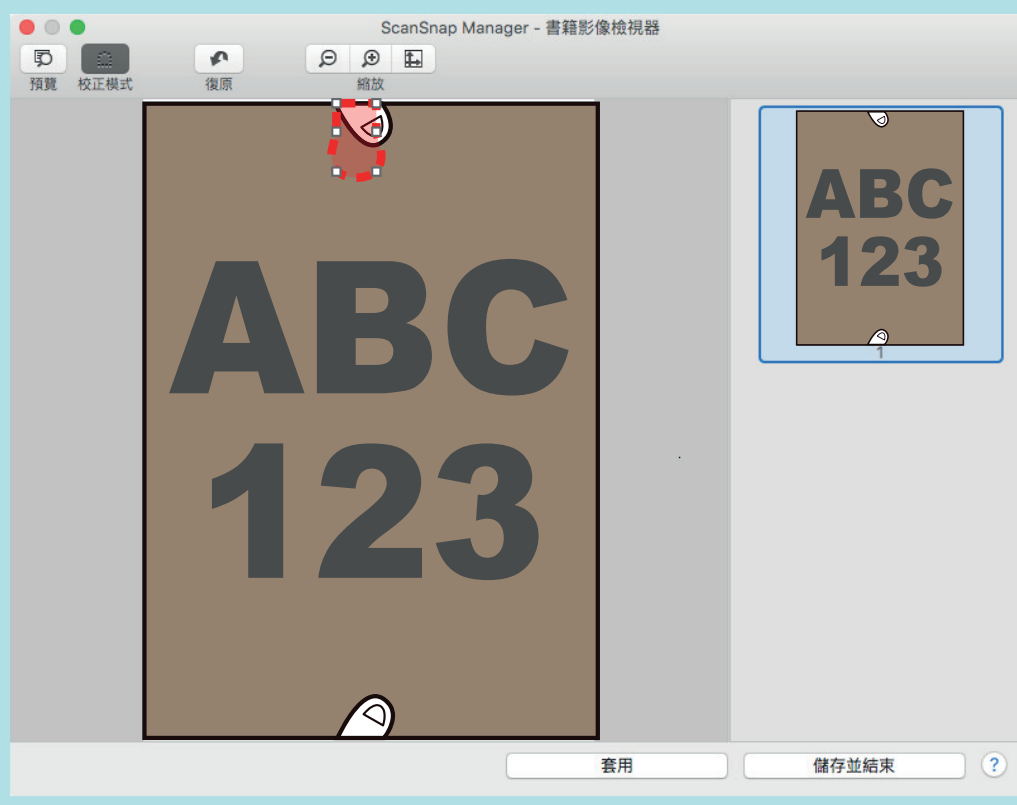 ScanSnap Manager - 書籍影像檢視器
預覽 校正模式 復原 縮放
ABC
123
ABC
123
1
套用 儲存並結束 ?